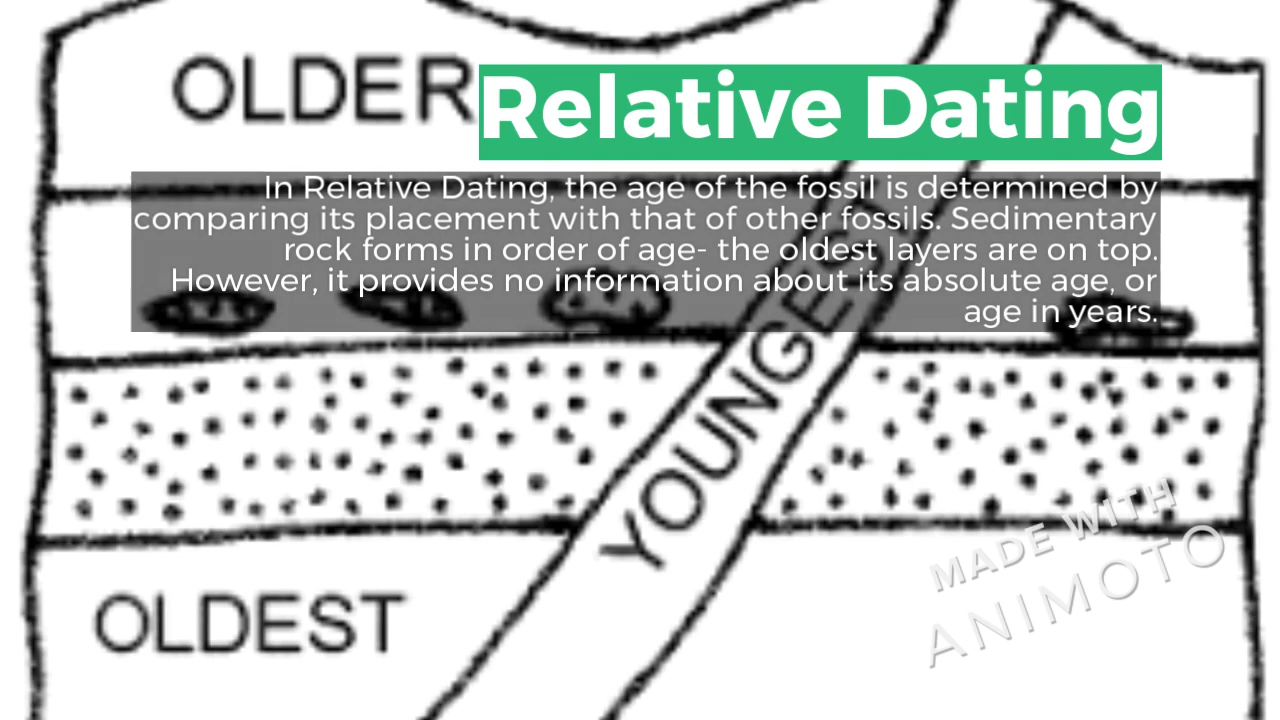 OLDER
Relative Dating
In Relative Dating, the age of the fossil is determined by
comparing its placement with that of other fossils. Sedimentary
rock forms in order of age- the oldest layers are on top.
However, it provides no information about its absolute age, or
age in years.
YOUNGEST
OLDEST
MADE WITH
ANIMOTO